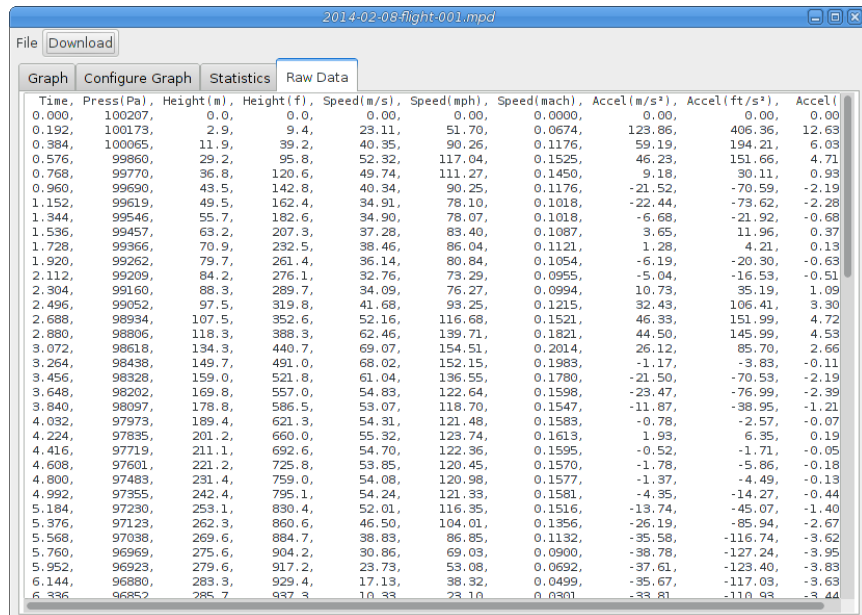 2014-02-08-flight-001.mpd
File Download
Graph Configure Graph Statistics Raw Data
Time, Press(Pa), Height(m), Height(f), Speed(m/s), Speed(mph), Speed(mach), Accel(m/s²), Accel(ft/s²), Accel(
0.000, 100207, 0.0, 0.0, 0.00, 0.00, 0.0000, 0.00, 0.00, 0.00
0.192, 100173, 2.9, 9.4, 23.11, 51.70, 0.0674, 123.86, 406.36, 12.63
0.384, 100065, 11.9, 39.2, 40.35, 90.26, 0.1176, 59.19, 194.21, 6.03
0.576, 99860, 29.2, 95.8, 52.32, 117.04, 0.1525, 46.23, 151.66, 4.71
0.768, 99770, 36.8, 120.6, 49.74, 111.27, 0.1450, 9.18, 30.11, 0.93
0.960, 99690, 43.5, 142.8, 40.34, 90.25, 0.1176, -21.52, -70.59, -2.19
1.152, 99619, 49.5, 162.4, 34.91, 78.10, 0.1018, -22.44, -73.62, -2.28
1.344, 99546, 55.7, 182.6, 34.90, 78.07, 0.1018, -6.68, -21.92, -0.68
1.536, 99457, 63.2, 207.3, 37.28, 83.40, 0.1087, 3.65, 11.96, 0.37
1.728, 99366, 70.9, 232.5, 38.46, 86.04, 0.1121, 1.28, 4.21, 0.13
1.920, 99262, 79.7, 261.4, 36.14, 80.84, 0.1054, -6.19, -20.30, -0.63
2.112, 99209, 84.2, 276.1, 32.76, 73.29, 0.0955, -5.04, -16.53, -0.51
2.304, 99160, 88.3, 289.7, 34.09, 76.27, 0.0994, 10.73, 35.19, 1.09
2.496, 99052, 97.5, 319.8, 41.68, 93.25, 0.1215, 32.43, 106.41, 3.30
2.688, 98934, 107.5, 352.6, 52.16, 116.68, 0.1521, 46.33, 151.99, 4.72
2.880, 98806, 118.3, 388.3, 62.46, 139.71, 0.1821, 44.50, 145.99, 4.53
3.072, 98618, 134.3, 440.7, 69.07, 154.51, 0.2014, 26.12, 85.70, 2.66
3.264, 98438, 149.7, 491.0, 68.02, 152.15, 0.1983, -1.17, -3.83, -0.11
3.456, 98328, 159.0, 521.8, 61.04, 136.55, 0.1780, -21.50, -70.53, -2.19
3.648, 98202, 169.8, 557.0, 54.83, 122.64, 0.1598, -23.47, -76.99, -2.39
3.840, 98097, 178.8, 586.5, 53.07, 118.70, 0.1547, -11.87, -38.95, -1.21
4.032, 97973, 189.4, 621.3, 54.31, 121.48, 0.1583, -0.78, -2.57, -0.07
4.224, 97835, 201.2, 660.0, 55.32, 123.74, 0.1613, 1.93, 6.35, 0.19
4.416, 97719, 211.1, 692.6, 54.70, 122.36, 0.1595, -0.52, -1.71, -0.05
4.608, 97601, 221.2, 725.8, 53.85, 120.45, 0.1570, -1.78, -5.86, -0.18
4.800, 97483, 231.4, 759.0, 54.08, 120.98, 0.1577, -1.37, -4.49, -0.13
4.992, 97355, 242.4, 795.1, 54.24, 121.33, 0.1581, -4.35, -14.27, -0.44
5.184, 97230, 253.1, 830.4, 52.01, 116.35, 0.1516, -13.74, -45.07, -1.40
5.376, 97123, 262.3, 860.6, 46.50, 104.01, 0.1356, -26.19, -85.94, -2.67
5.568, 97038, 269.6, 884.7, 38.83, 86.85, 0.1132, -35.58, -116.74, -3.62
5.760, 96969, 275.6, 904.2, 30.86, 69.03, 0.0900, -38.78, -127.24, -3.95
5.952, 96923, 279.6, 917.2, 23.73, 53.08, 0.0692, -37.61, -123.40, -3.83
6.144, 96880, 283.3, 929.4, 17.13, 38.32, 0.0499, -35.67, -117.03, -3.63
6.336, 96852, 285.7, 937.3, 10.33, 23.10, 0.0301, -33.81, -110.93, -3.44